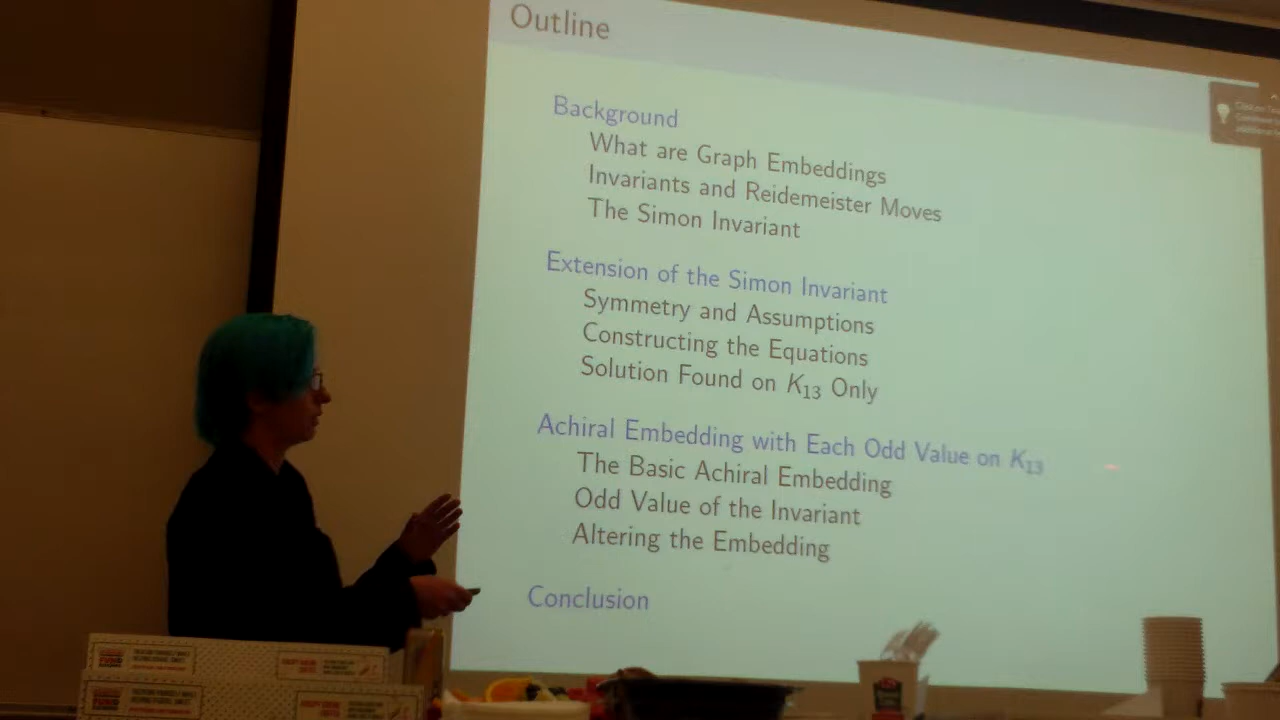 Outline
Background
What are Graph Embeddings
Invariants and Reidemeister Moves
The Simon Invariant
Extension of the Simon Invariant
Symmetry and Assumptions
Constructing the Equations
Solution Found on K₁₃ Only
Achiral Embedding with Each Odd Value on K₁₃
The Basic Achiral Embedding
Odd Value of the Invariant
Altering the Embedding
Conclusion